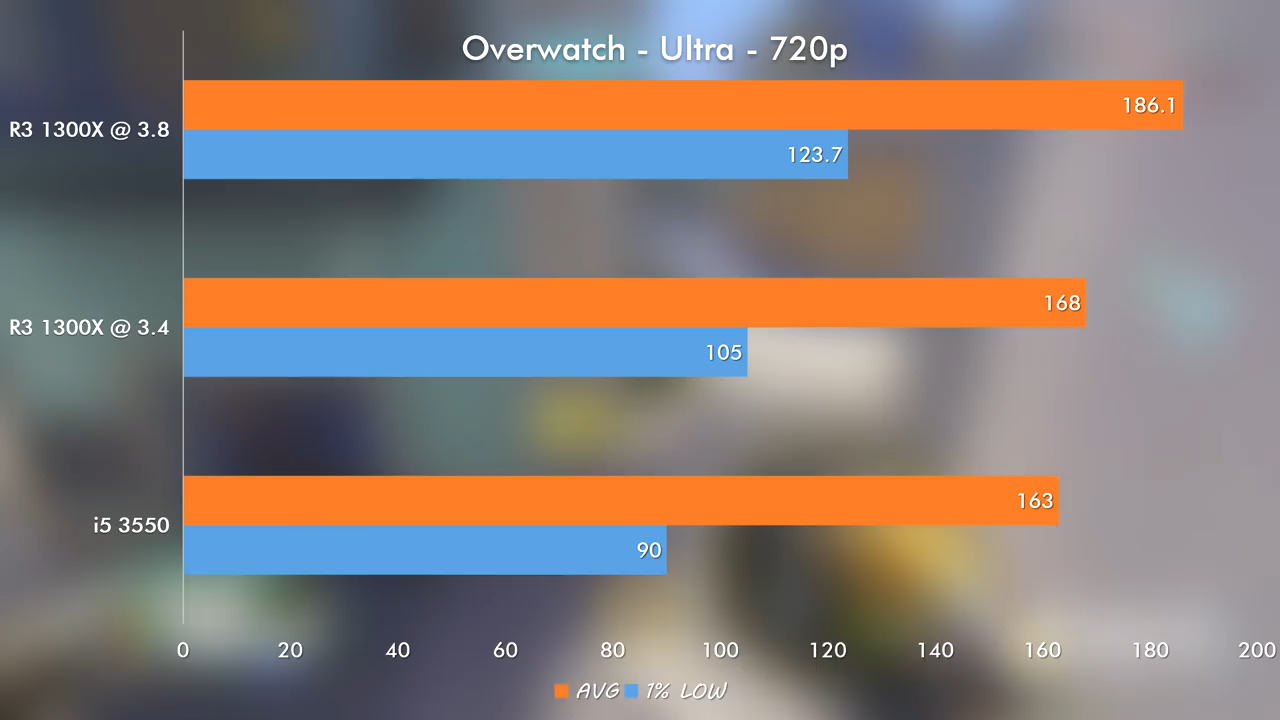 Overwatch - Ultra - 720p
R3 1300X @ 3.8
186.1
123.7
R3 1300X @ 3.4
168
105
i5 3550
163
90
0 20 40 60 80 100 120 140 160 180 200
AVG 1% LOW